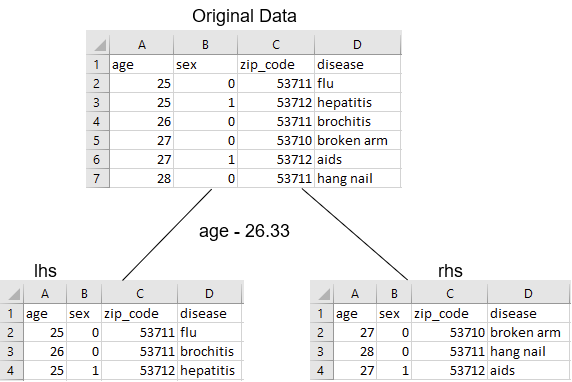 Original Data
A B C D
1 age sex zip_code disease
2 25 0 53711 flu
3 25 1 53712 hepatitis
4 26 0 53711 brochitis
5 27 0 53710 broken arm
6 27 1 53712 aids
7 28 0 53711 hang nail
age - 26.33
lhs
A B C D
1 age sex zip_code disease
2 25 0 53711 flu
3 26 0 53711 brochitis
4 25 1 53712 hepatitis
rhs
A B C D
1 age sex zip_code disease
2 27 0 53710 broken arm
3 28 0 53711 hang nail
4 27 1 53712 aids